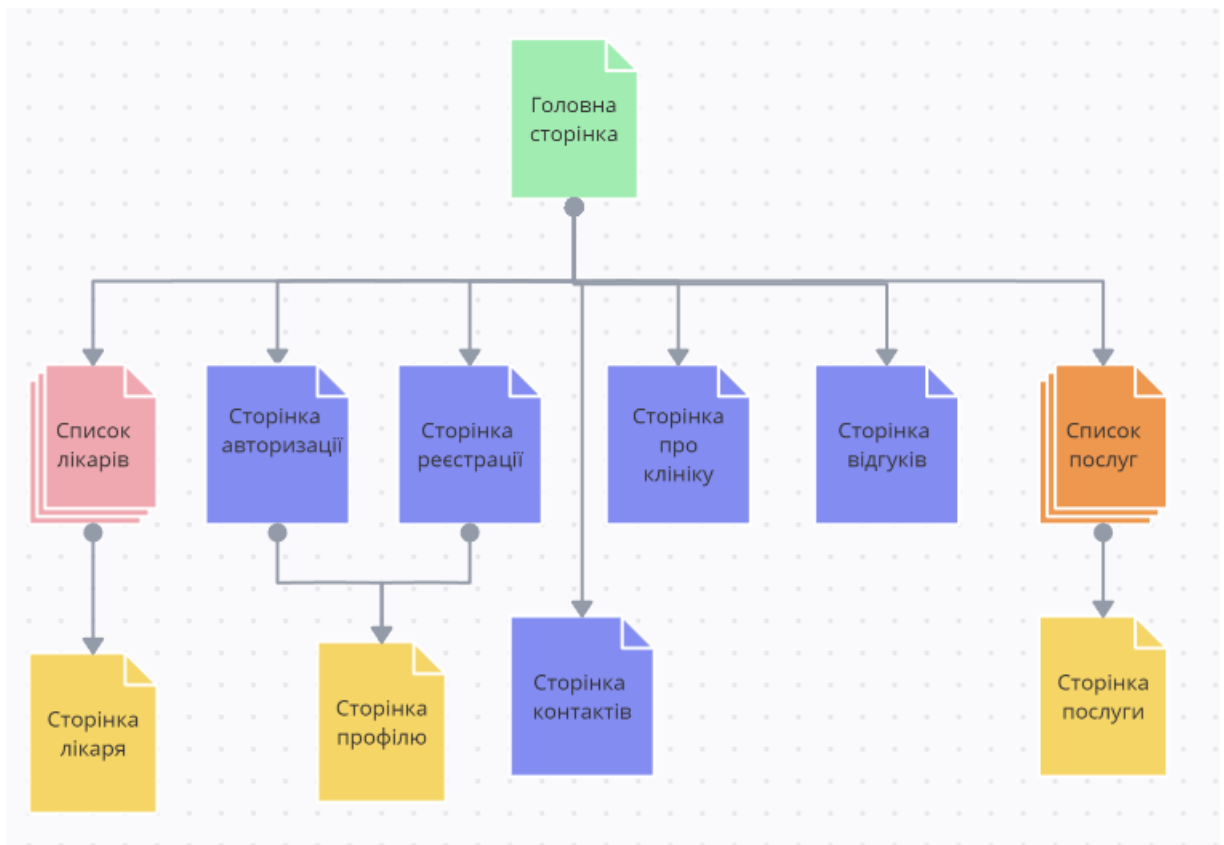 Головна
сторінка
Список
лікарів
Сторінка
авторизації
Сторінка
реєстрації
Сторінка
про
клініку
Сторінка
відгуків
Список
послуг
Сторінка
лікаря
Сторінка
профілю
Сторінка
контактів
Сторінка
послуги